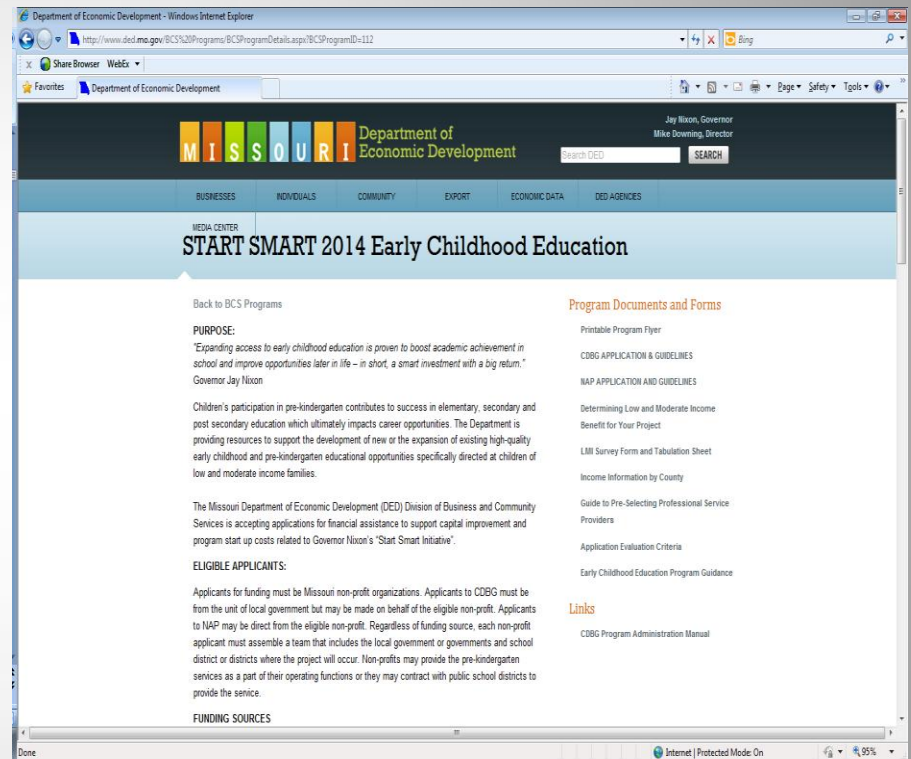 Department of Economic Development - Windows Internet Explorer
http://www.ded.mo.gov/BCS%20Programs/BCSProgramDetails.aspx?BCSProgramID=112
Bing
x Share Browser WebEx
Favorites Department of Economic Development Page Safety Tools
MISSOURI Department of Economic Development
Jay Nixon, Governor
Mike Downing, Director
Search DED SEARCH
BUSINESSES INDIVIDUALS COMMUNITY EXPORT ECONOMIC DATA DED AGENCIES
MEDIA CENTER
START SMART 2014 Early Childhood Education
Back to BCS Programs
PURPOSE:
"Expanding access to early childhood education is proven to boost academic achievement in
school and improve opportunities later in life – in short, a smart investment with a big return."
Governor Jay Nixon
Children's participation in pre-kindergarten contributes to success in elementary, secondary and
post secondary education which ultimately impacts career opportunities. The Department is
providing resources to support the development of new or the expansion of existing high-quality
early childhood and pre-kindergarten educational opportunities specifically directed at children of
low and moderate income families.
The Missouri Department of Economic Development (DED) Division of Business and Community
Services is accepting applications for financial assistance to support capital improvement and
program start up costs related to Governor Nixon's "Start Smart Initiative".
ELIGIBLE APPLICANTS:
Applicants for funding must be Missouri non-profit organizations. Applicants to CDBG must be
from the unit of local government but may be made on behalf of the eligible non-profit. Applicants
to NAP may be direct from the eligible non-profit. Regardless of funding source, each non-profit
applicant must assemble a team that includes the local government or governments and school
district or districts where the project will occur. Non-profits may provide the pre-kindergarten
services as a part of their operating functions or they may contract with public school districts to
provide the service.
FUNDING SOURCES
Program Documents and Forms
Printable Program Flyer
CDBG APPLICATION & GUIDELINES
NAP APPLICATION AND GUIDELINES
Determining Low and Moderate Income
Benefit for Your Project
LMI Survey Form and Tabulation Sheet
Income Information by County
Guide to Pre-Selecting Professional Service
Providers
Application Evaluation Criteria
Early Childhood Education Program Guidance
Links
CDBG Program Administration Manual
Done Internet | Protected Mode: On 95%